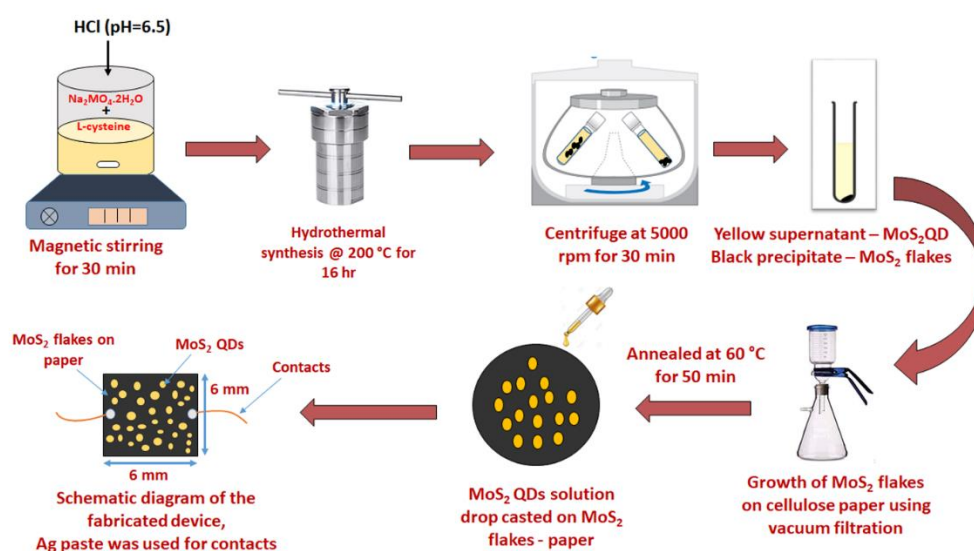 HCl (pH=6.5)
Na₂MO₄.2H₂O
+
L-cysteine
Magnetic stirring
for 30 min
Hydrothermal
synthesis @ 200 °C for
16 hr
Centrifuge at 5000
rpm for 30 min
Yellow supernatant – MoS₂QD
Black precipitate – MoS₂ flakes
Growth of MoS₂ flakes
on cellulose paper using
vacuum filtration
Annealed at 60 °C
for 50 min
MoS₂ QDs solution
drop casted on MoS₂
flakes - paper
MoS₂ flakes on
paper
MoS₂ QDs
Contacts
6 mm
6 mm
Schematic diagram of the
fabricated device,
Ag paste was used for contacts